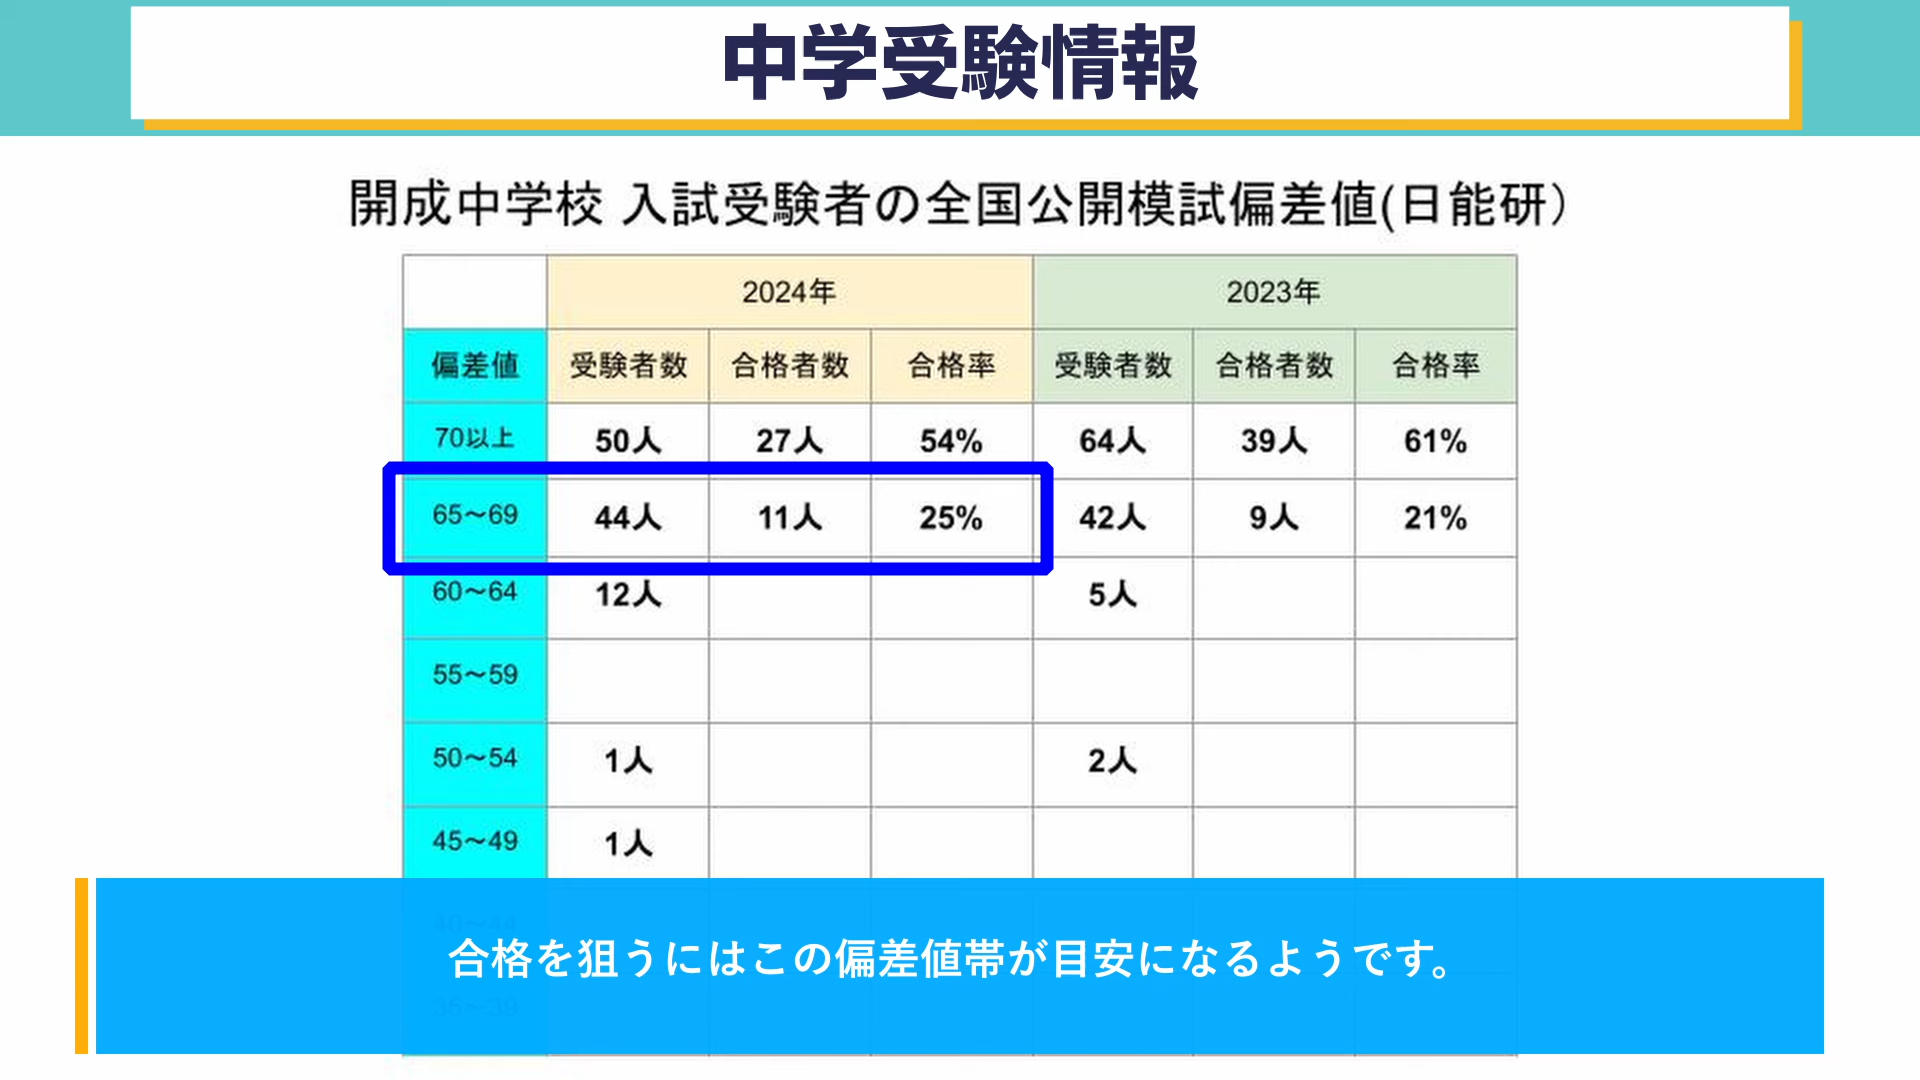 中学受験情報
開成中学校 入試受験者の全国公開模試偏差値(日能研）
2024年 2023年
偏差値 受験者数 合格者数 合格率 受験者数 合格者数 合格率
70以上 50人 27人 54% 64人 39人 61%
65〜69 44人 11人 25% 42人 9人 21%
60〜64 12人 5人
55〜59
50〜54 1人 2人
45〜49 1人
40〜44
合格を狙うにはこの偏差値帯が目安になるようです。
35〜39